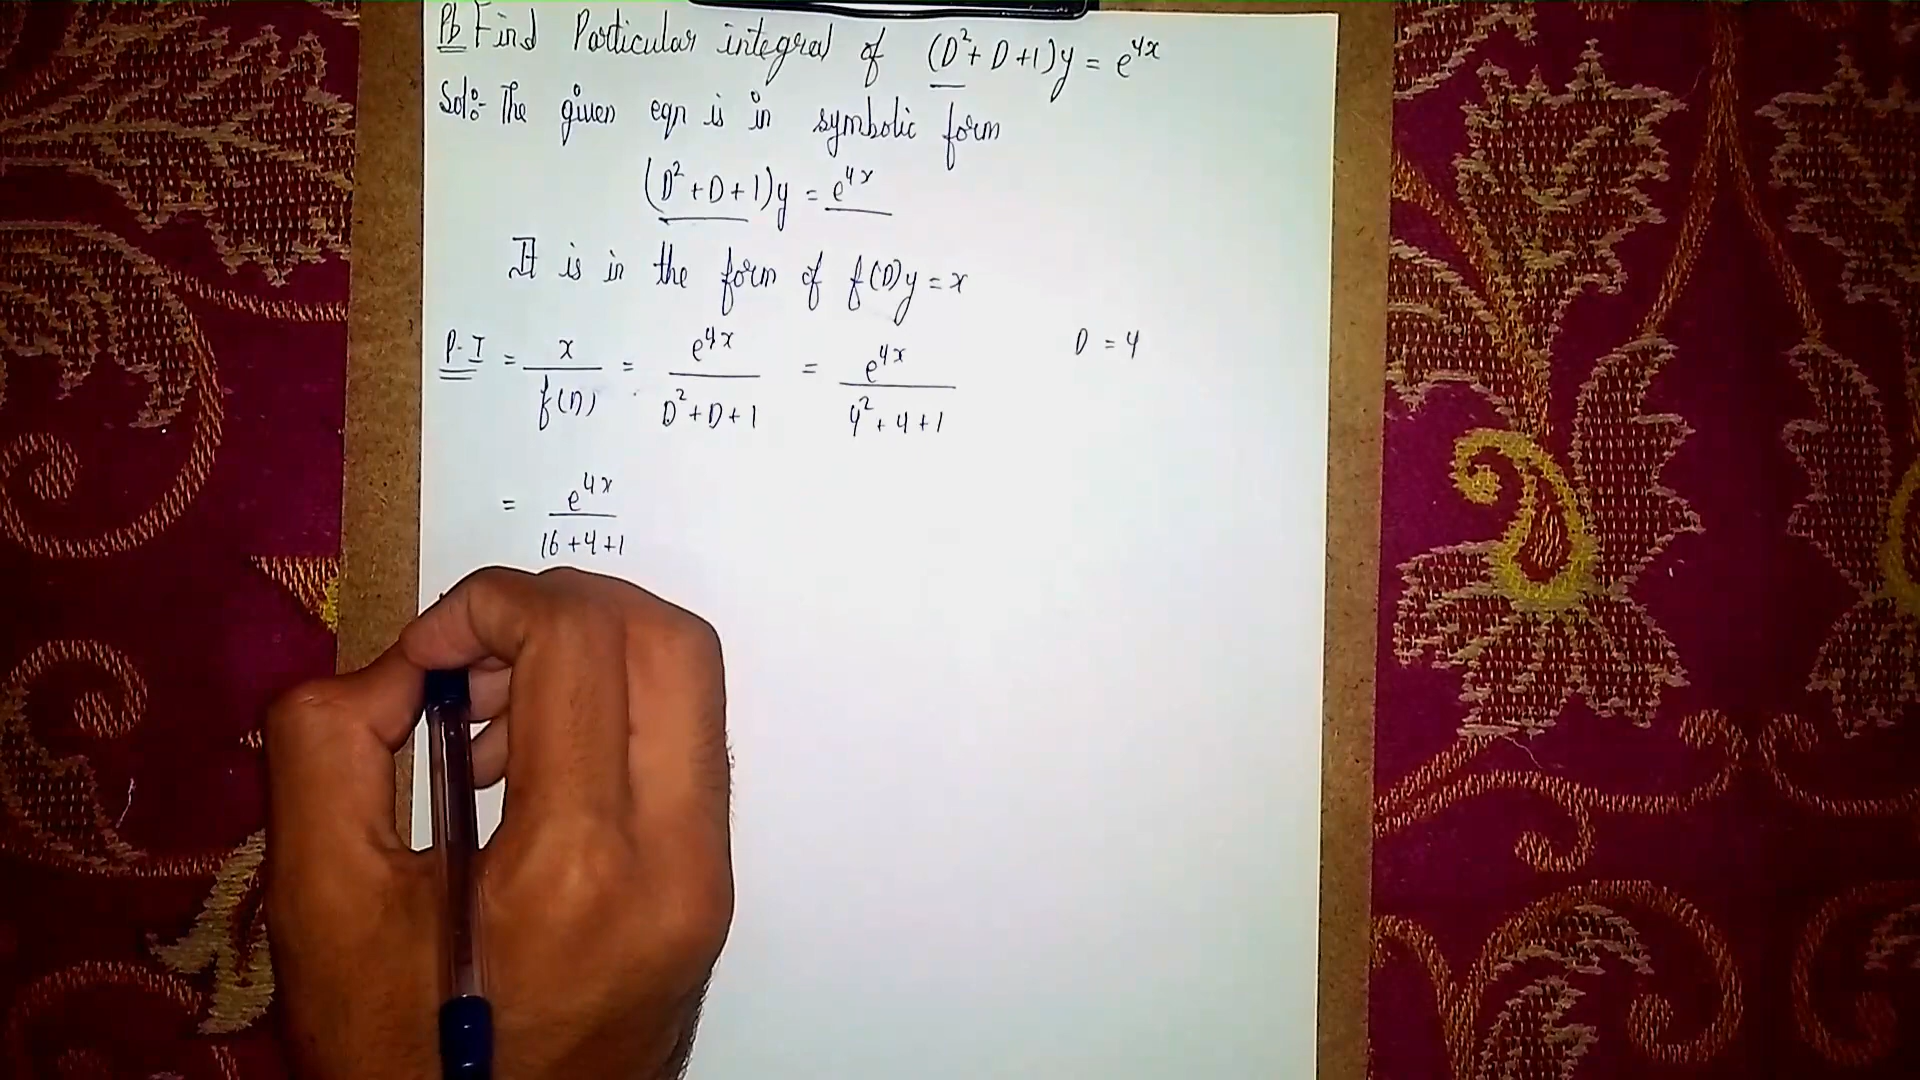 Pb Find Particular integral of (D²+D+1)y = e^4x
Sol:- The given eqn is in symbolic form
(D²+D+1)y = e^4x
It is in the form of f(D)y = x
P.I = x/f(D) = e^4x/(D²+D+1) = e^4x/(4²+4+1) D = 4
= e^4x/(16+4+1)